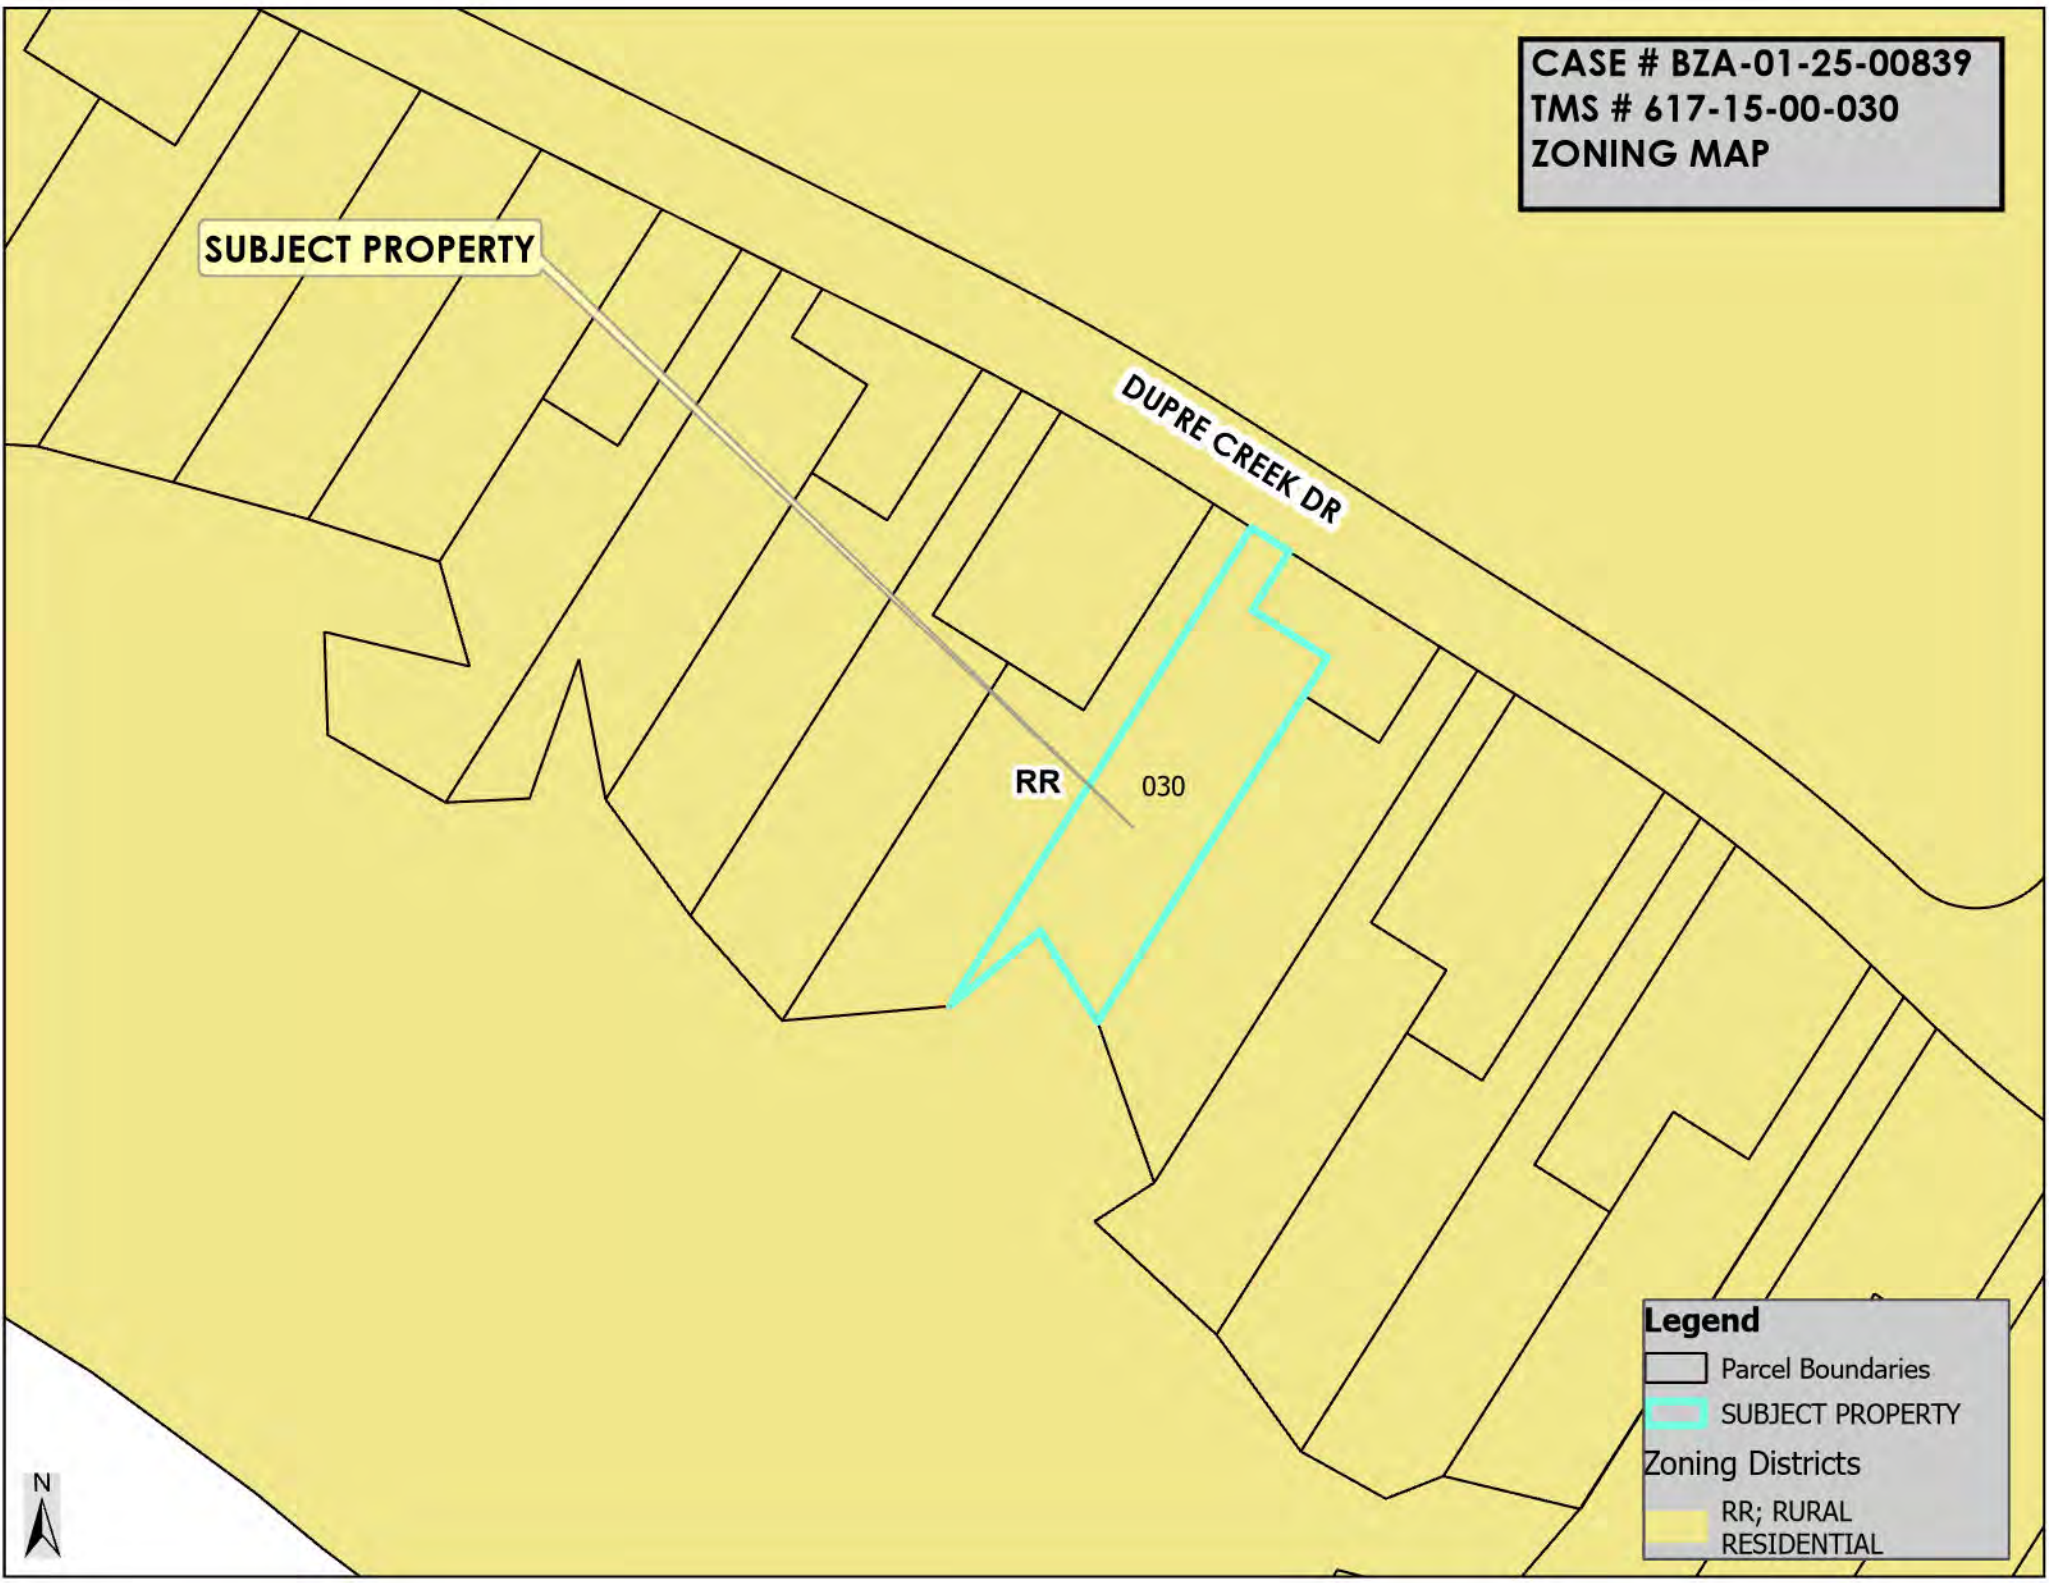 CASE # BZA-01-25-00839
TMS # 617-15-00-030
ZONING MAP
SUBJECT PROPERTY
DUPRE CREEK DR
RR
030
Legend
Parcel Boundaries
SUBJECT PROPERTY
Zoning Districts
RR; RURAL
RESIDENTIAL
N